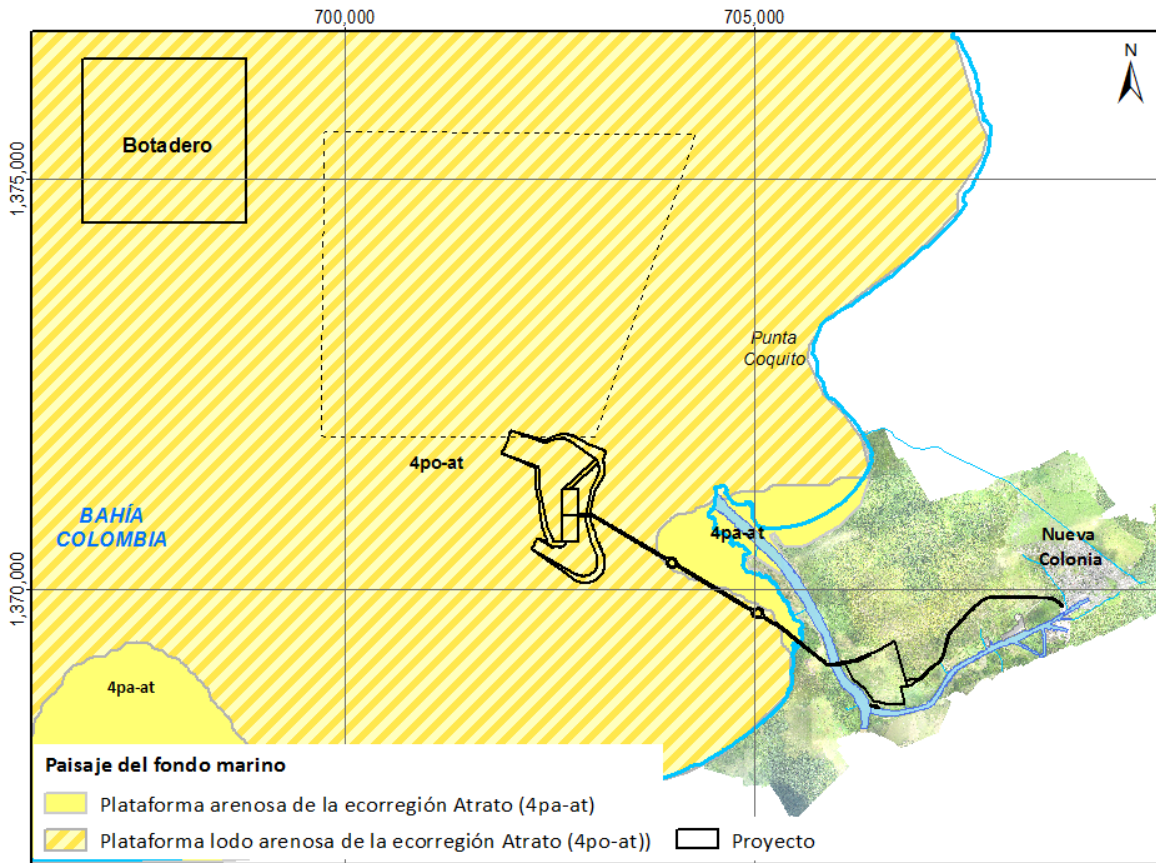 700,000
705,000
N
Botadero
1,375,000
Punta
Coquito
4po-at
BAHÍA
COLOMBIA
4pa-at
Nueva
Colonia
1,370,000
4pa-at
Paisaje del fondo marino
Plataforma arenosa de la ecorregión Atrato (4pa-at)
Plataforma lodo arenosa de la ecorregión Atrato (4po-at))
Proyecto